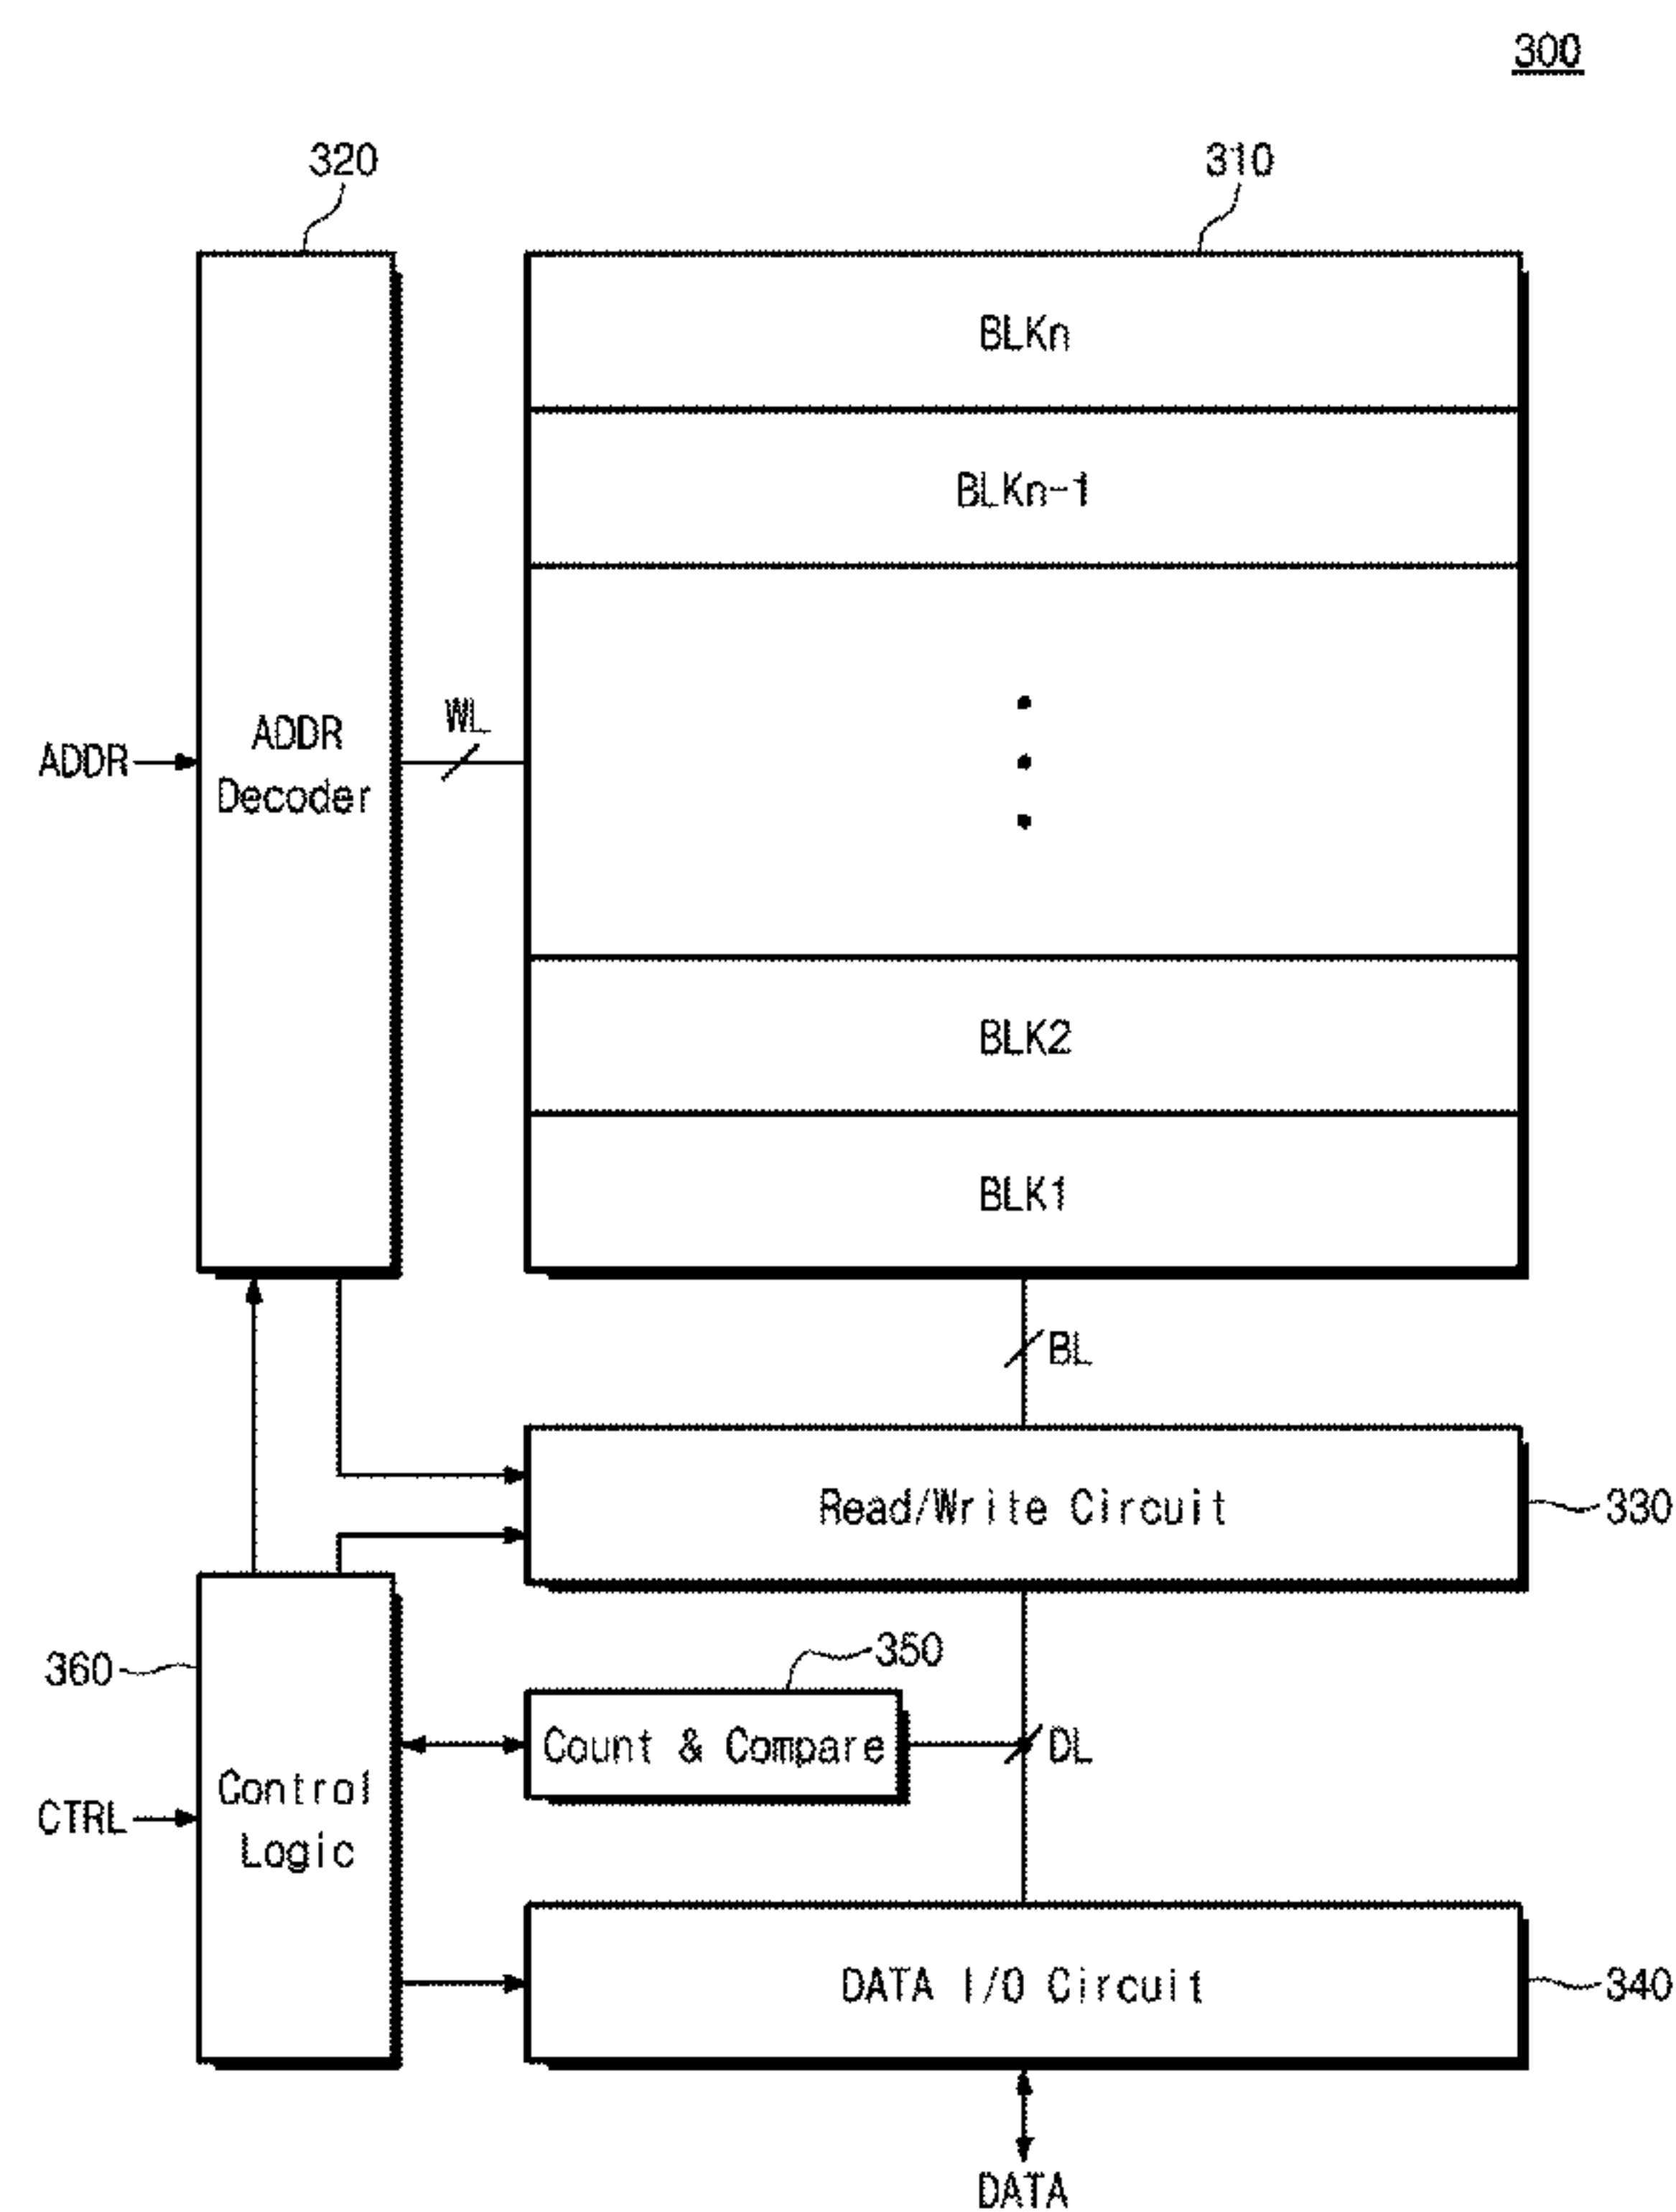 300
320
310
BLKn
BLKn-1
WL
ADDR
ADDR
Decoder
BLK2
BLK1
BL
Read/Write Circuit
330
360
350
Count & Compare
DL
Control
Logic
CTRL
DATA I/O Circuit
340
DATA